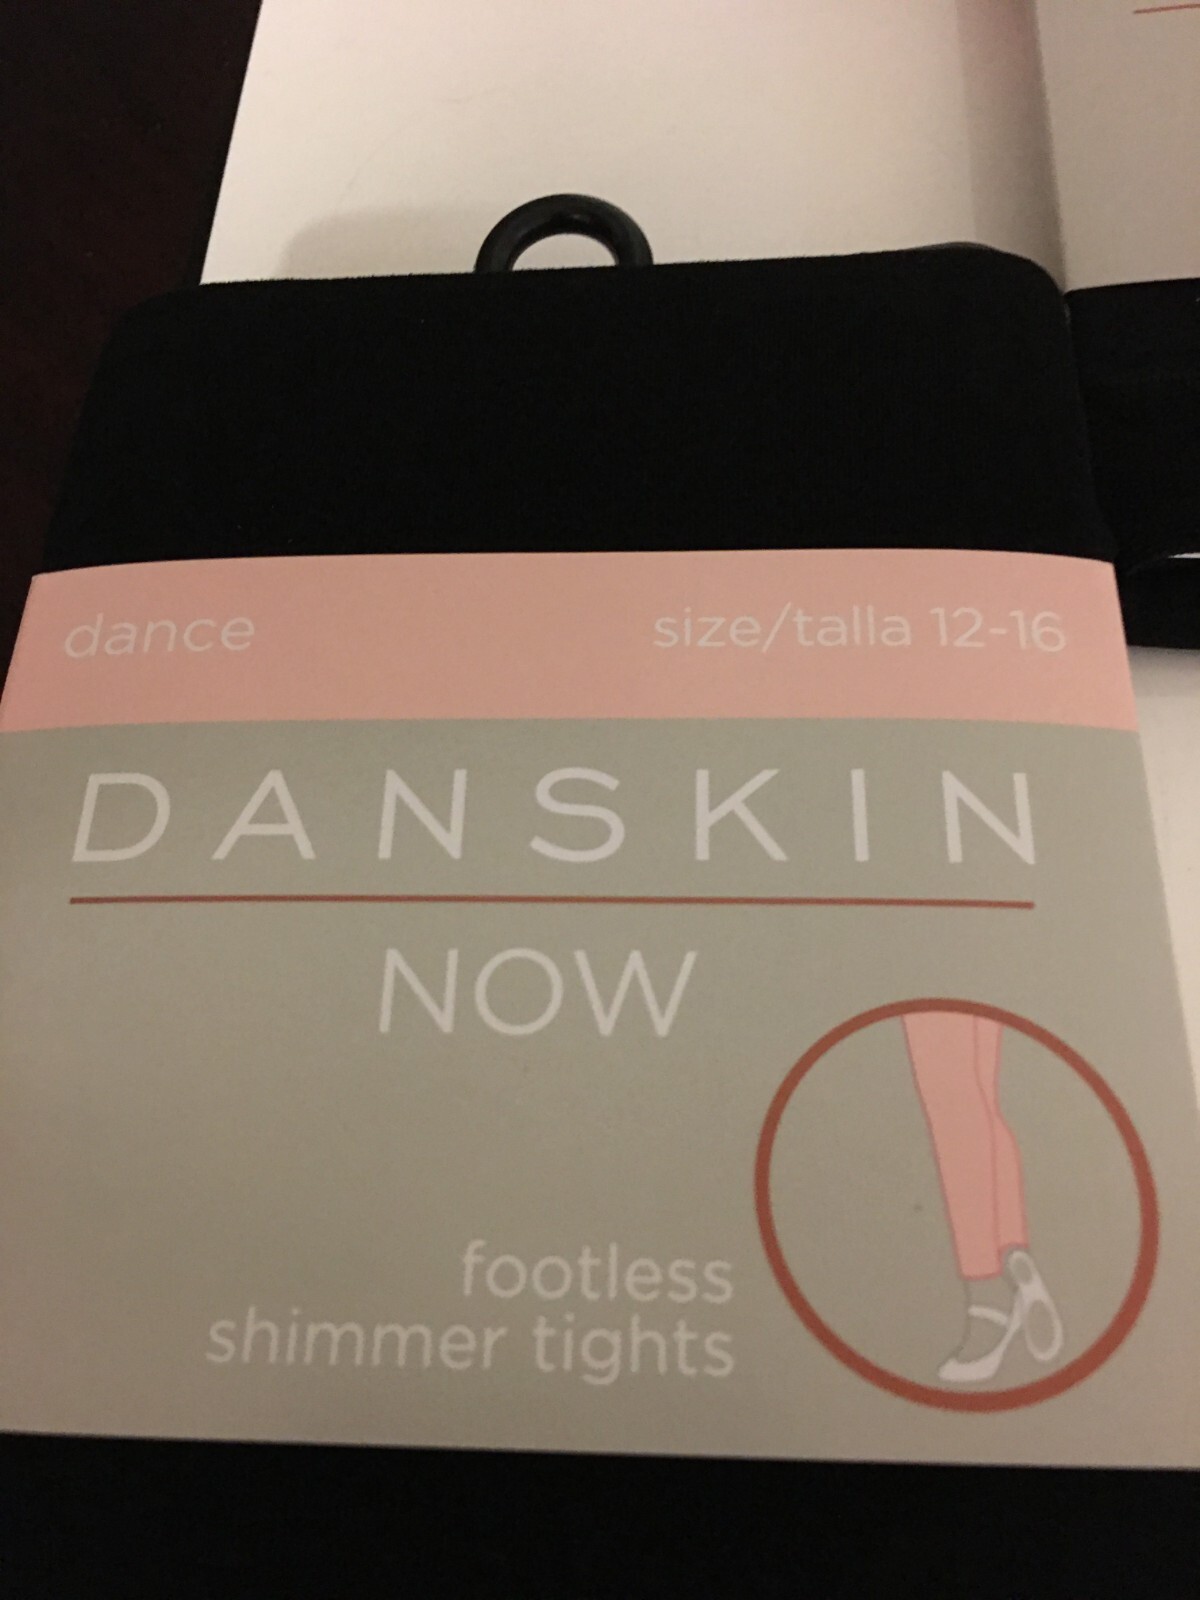 dance
size/talla 12-16
DANSKIN
NOW
footless
shimmer tights